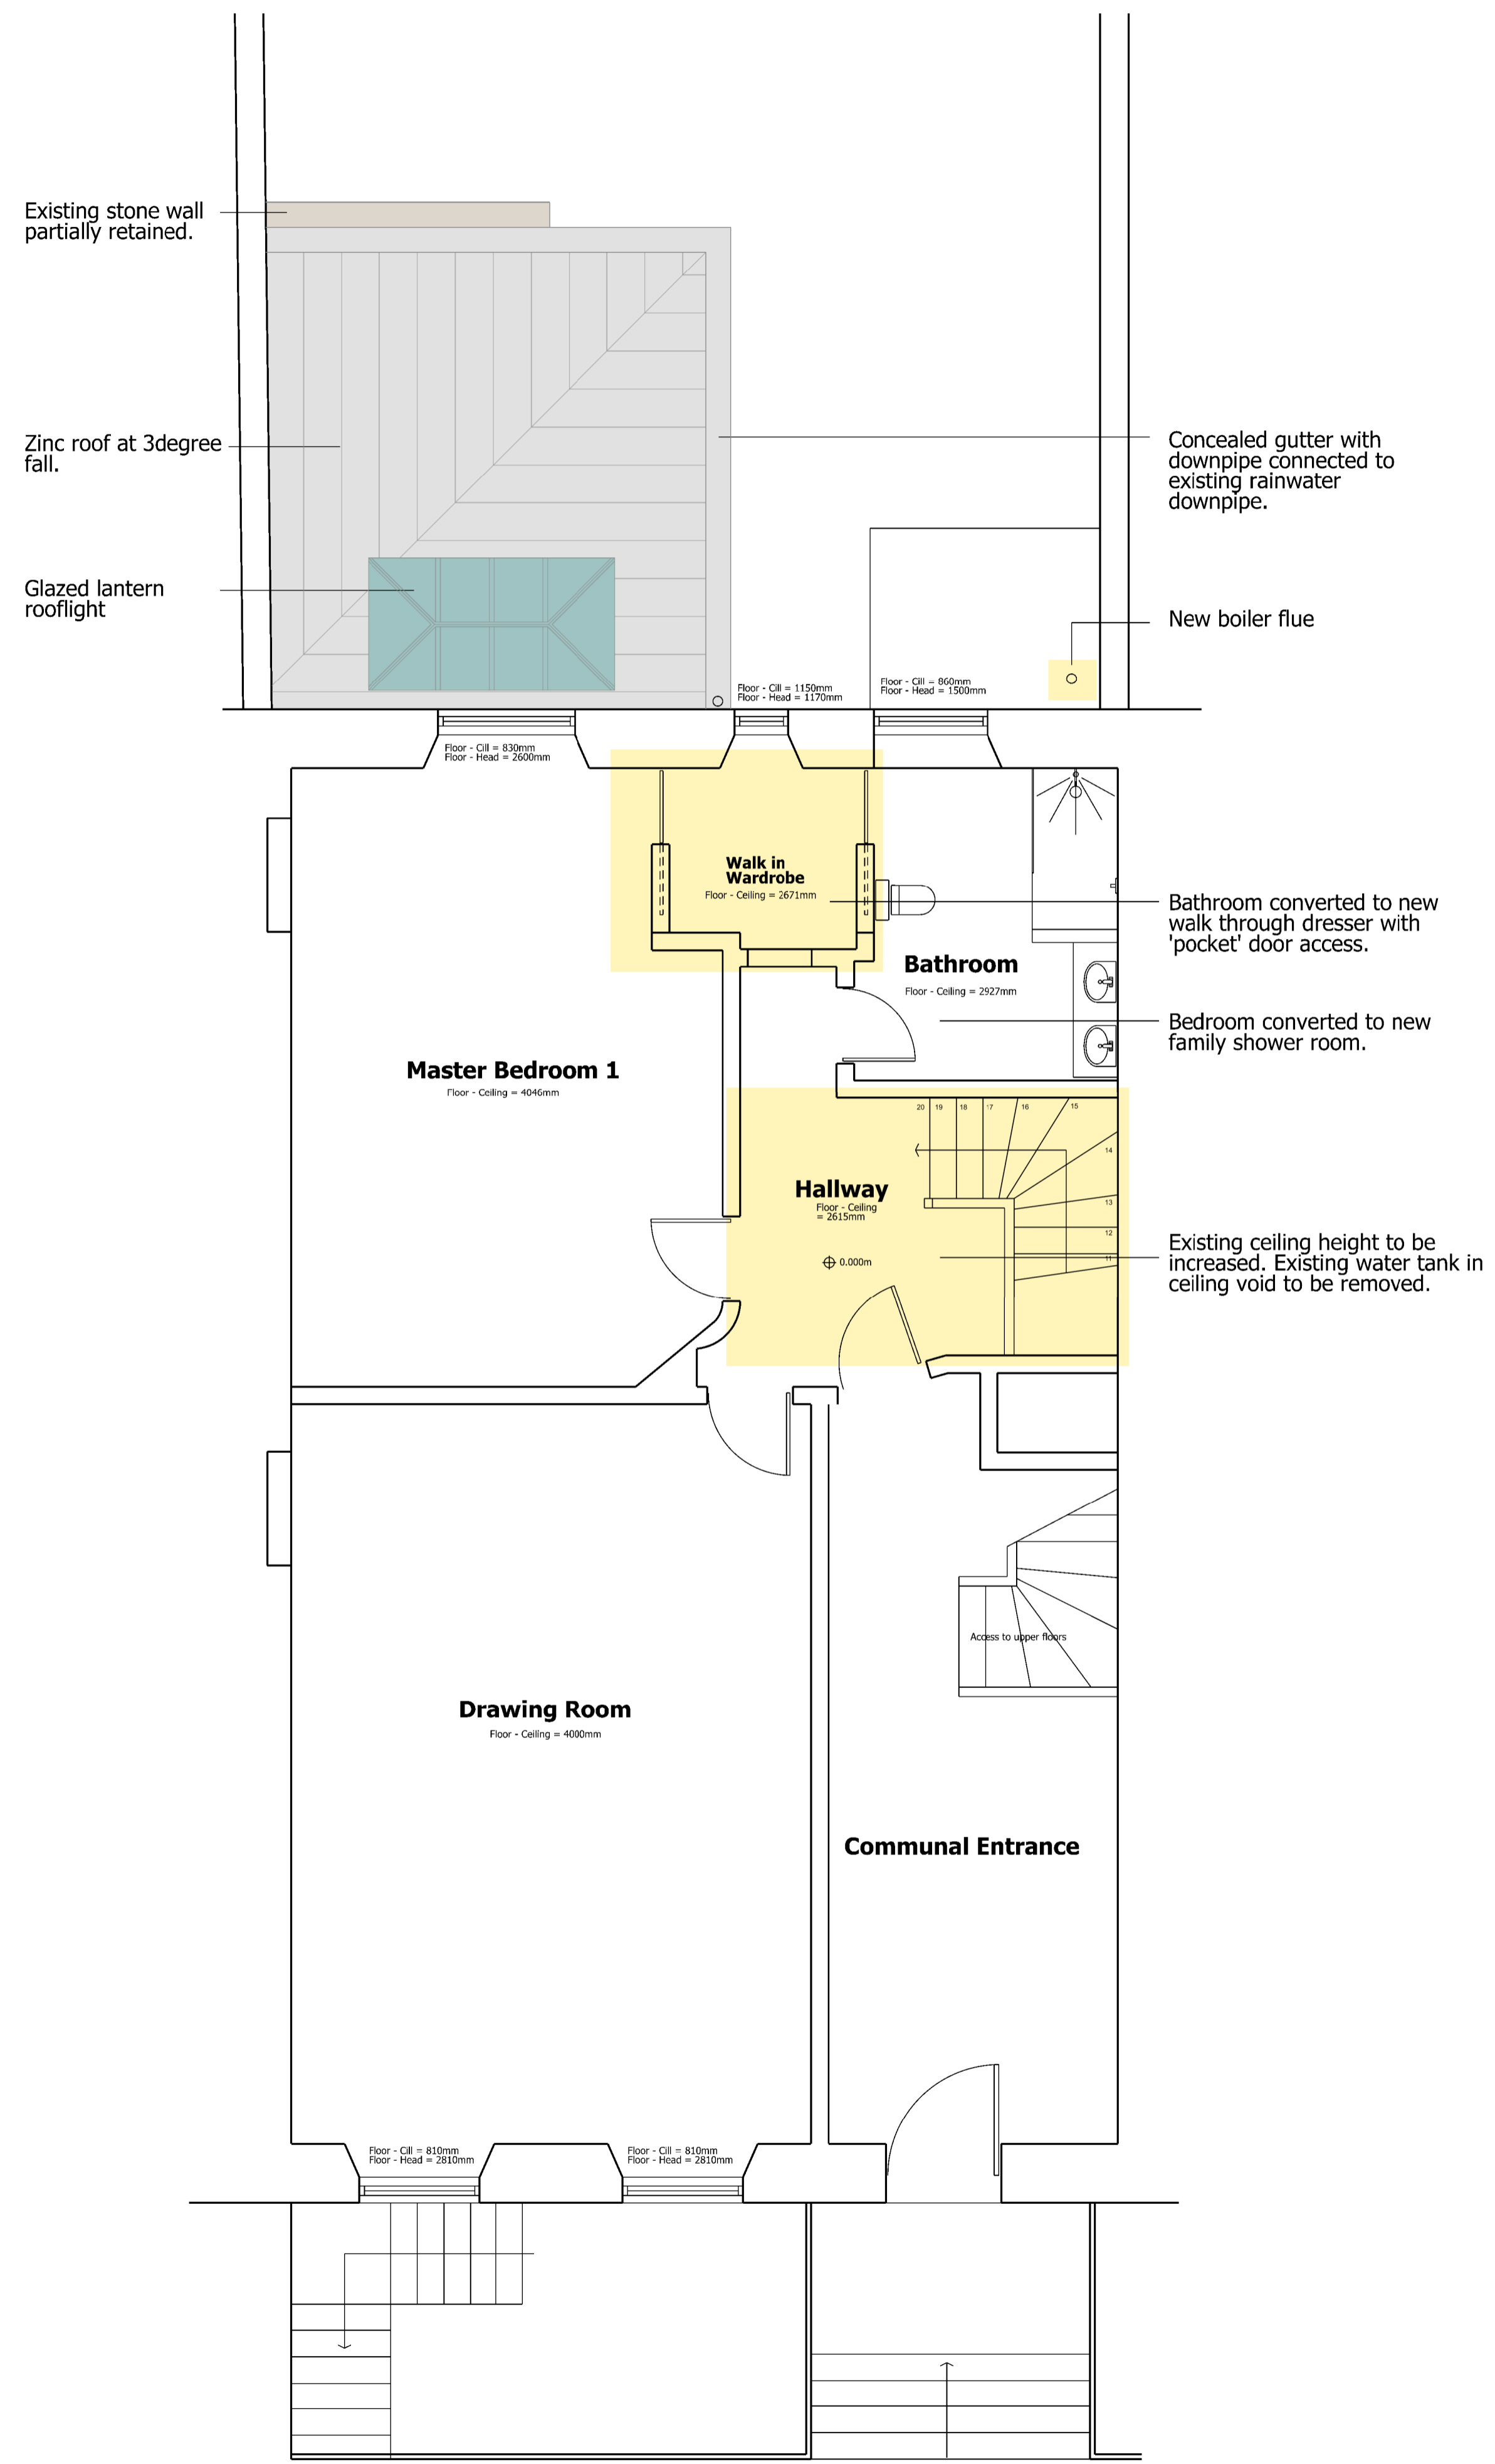 Existing stone wall
partially retained.
Zinc roof at 3degree
fall.
Concealed gutter with
downpipe connected to
existing rainwater
downpipe.
Glazed lantern
rooflight
New boiler flue
Floor - Cill = 1150mm
Floor - Head = 1170mm
Floor - Cill = 860mm
Floor - Head = 1500mm
Floor - Cill = 830mm
Floor - Head = 2600mm
Walk in
Wardrobe
Floor - Ceiling = 2671mm
Bathroom converted to new
walk through dresser with
'pocket' door access.
Bathroom
Floor - Ceiling = 2927mm
Bedroom converted to new
family shower room.
Master Bedroom 1
Floor - Ceiling = 4046mm
20 19 18 17 16 15
14
13
12
11
Hallway
Floor - Ceiling
= 2615mm
0.000m
Existing ceiling height to be
increased. Existing water tank in
ceiling void to be removed.
Access to upper floors
Drawing Room
Floor - Ceiling = 4000mm
Communal Entrance
Floor - Cill = 810mm
Floor - Head = 2810mm
Floor - Cill = 810mm
Floor - Head = 2810mm